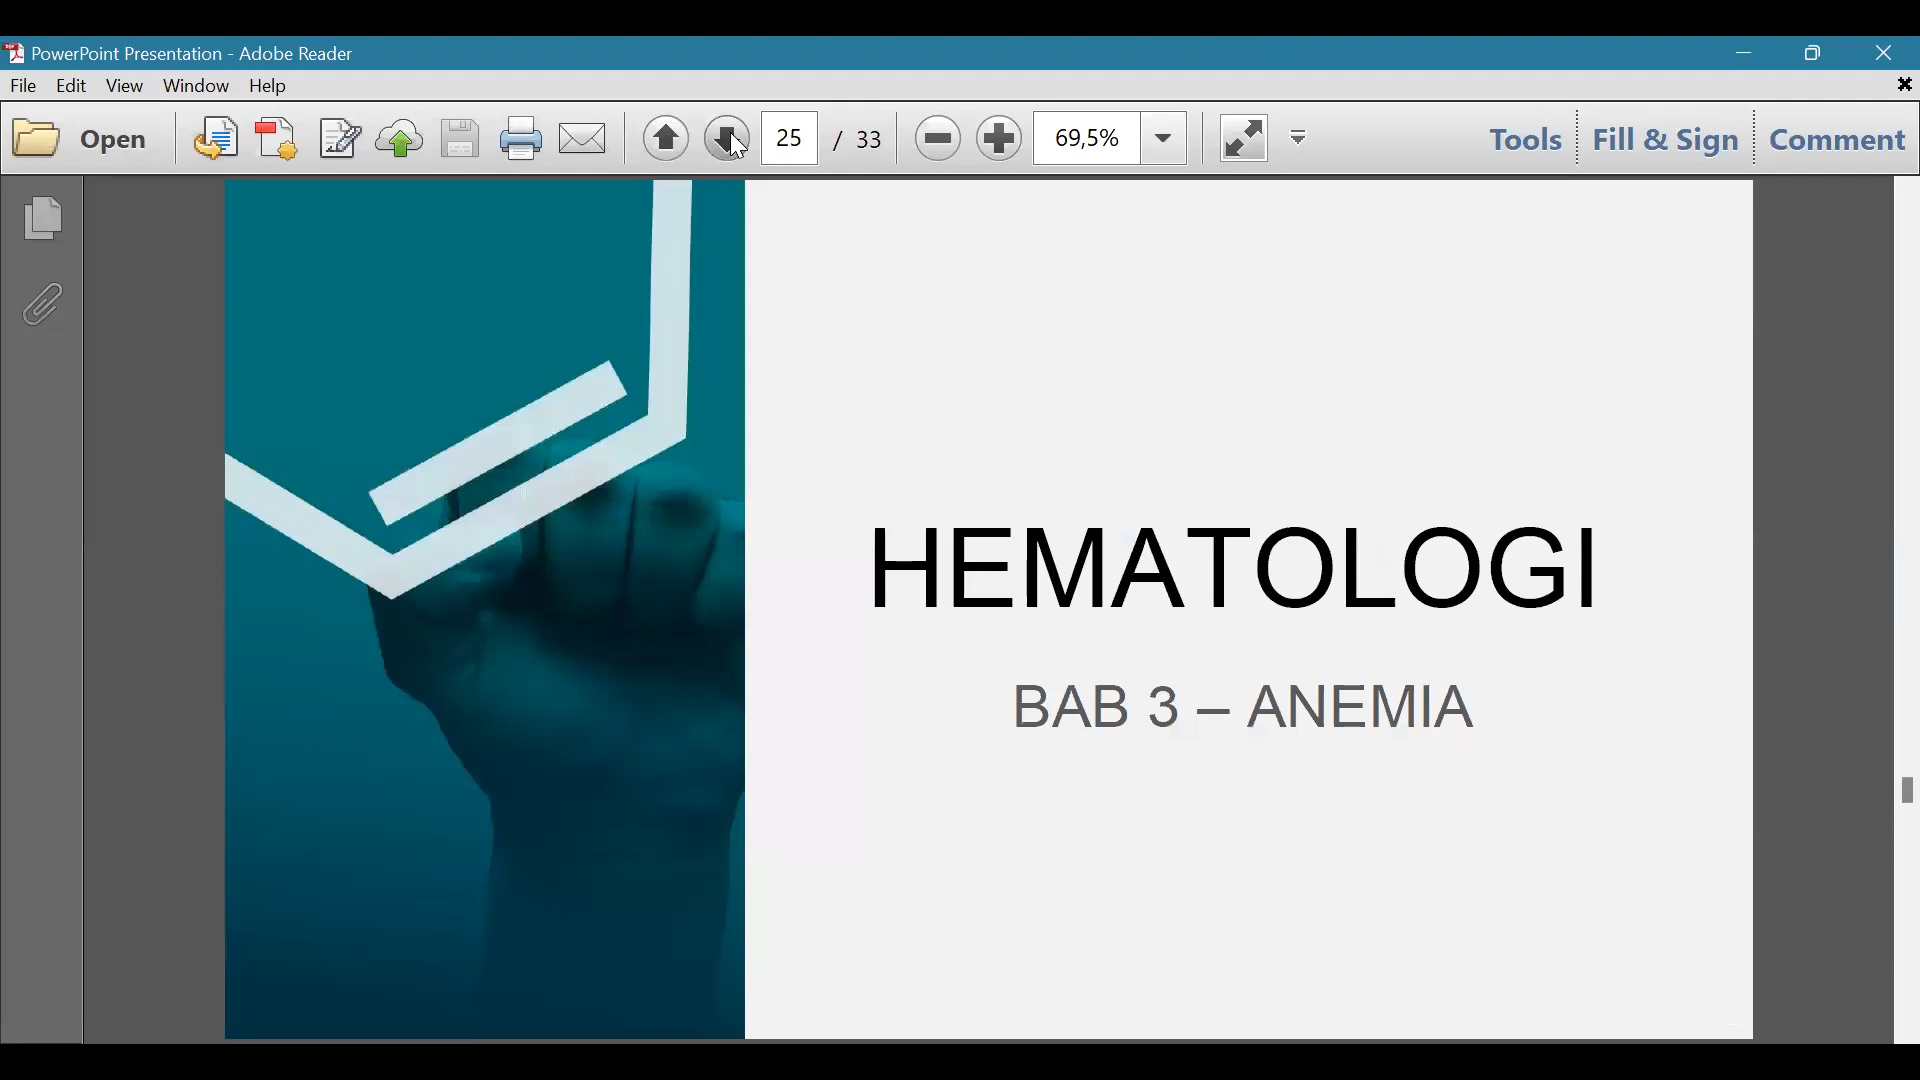 PowerPoint Presentation - Adobe Reader
File Edit View Window Help
Open 25 / 33 69,5% Tools Fill & Sign Comment
HEMATOLOGI
BAB 3 – ANEMIA